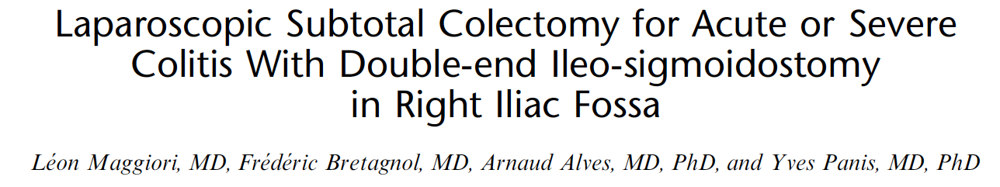 Laparoscopic Subtotal Colectomy for Acute or Severe
Colitis With Double-end Ileo-sigmoidostomy
in Right Iliac Fossa
Léon Maggiori, MD, Frédéric Bretagnol, MD, Arnaud Alves, MD, PhD, and Yves Panis, MD, PhD